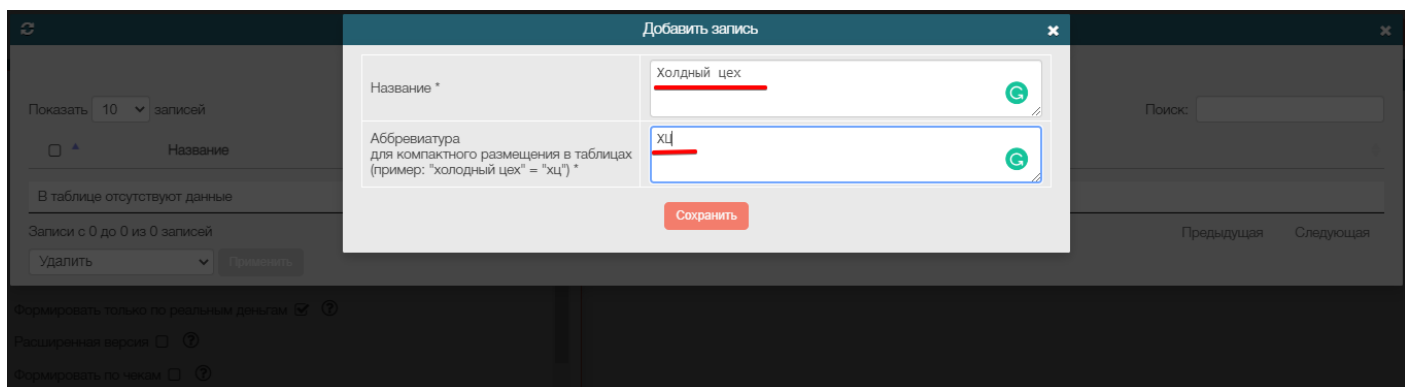 Добавить запись
Название *
Холдный цех
Аббревиатура
для компактного размещения в таблицах
(пример: "холодный цех" = "хц") *
ХЦ
Сохранить
Показать 10 записей
Поиск:
Название
В таблице отсутствуют данные
Записи с 0 до 0 из 0 записей
Предыдущая Следующая
Удалить Применить
Формировать только по реальным деньгам
Расширенная версия
Формировать по чекам